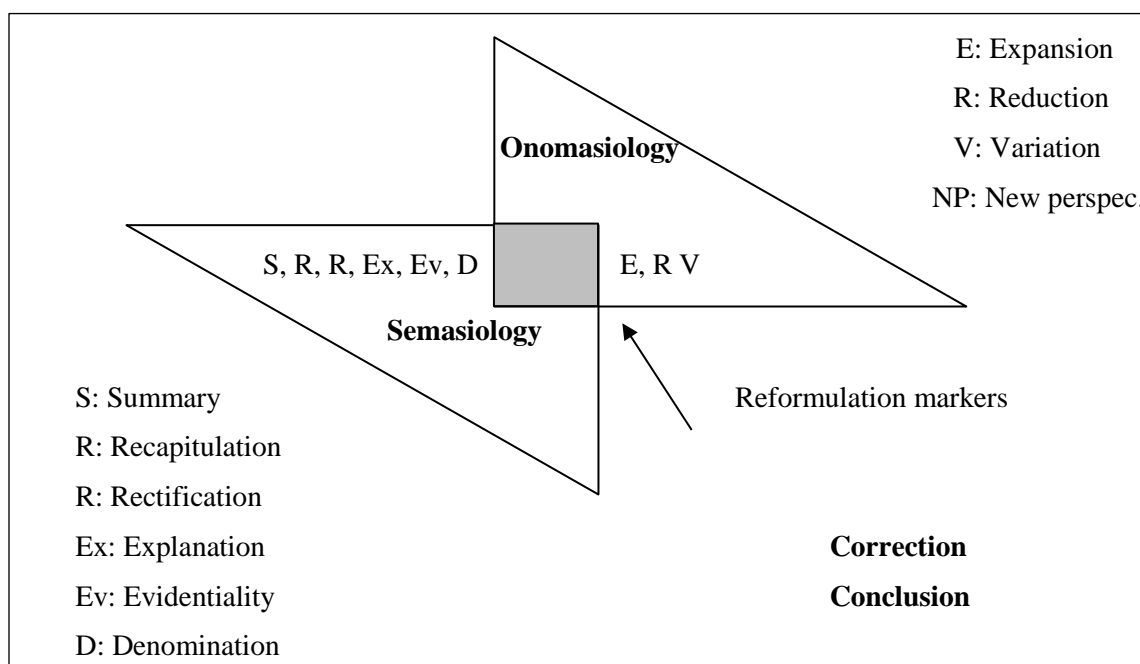 E: Expansion
R: Reduction
V: Variation
NP: New perspec.
Onomasiology
S, R, R, Ex, Ev, D
E, R V
Semasiology
Reformulation markers
S: Summary
R: Recapitulation
R: Rectification
Ex: Explanation
Ev: Evidentiality
D: Denomination
Correction
Conclusion